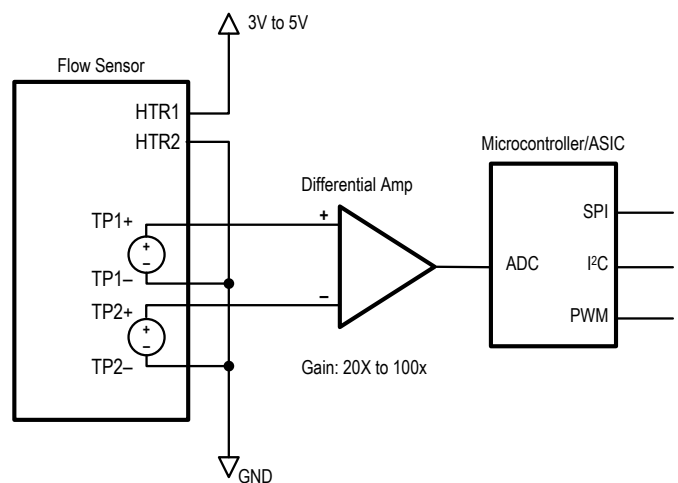 3V to 5V
Flow Sensor
HTR1
HTR2
Microcontroller/ASIC
Differential Amp
TP1+
+
+
–
TP1–
TP2+
–
+
–
TP2–
SPI
ADC
I²C
PWM
Gain: 20X to 100x
GND